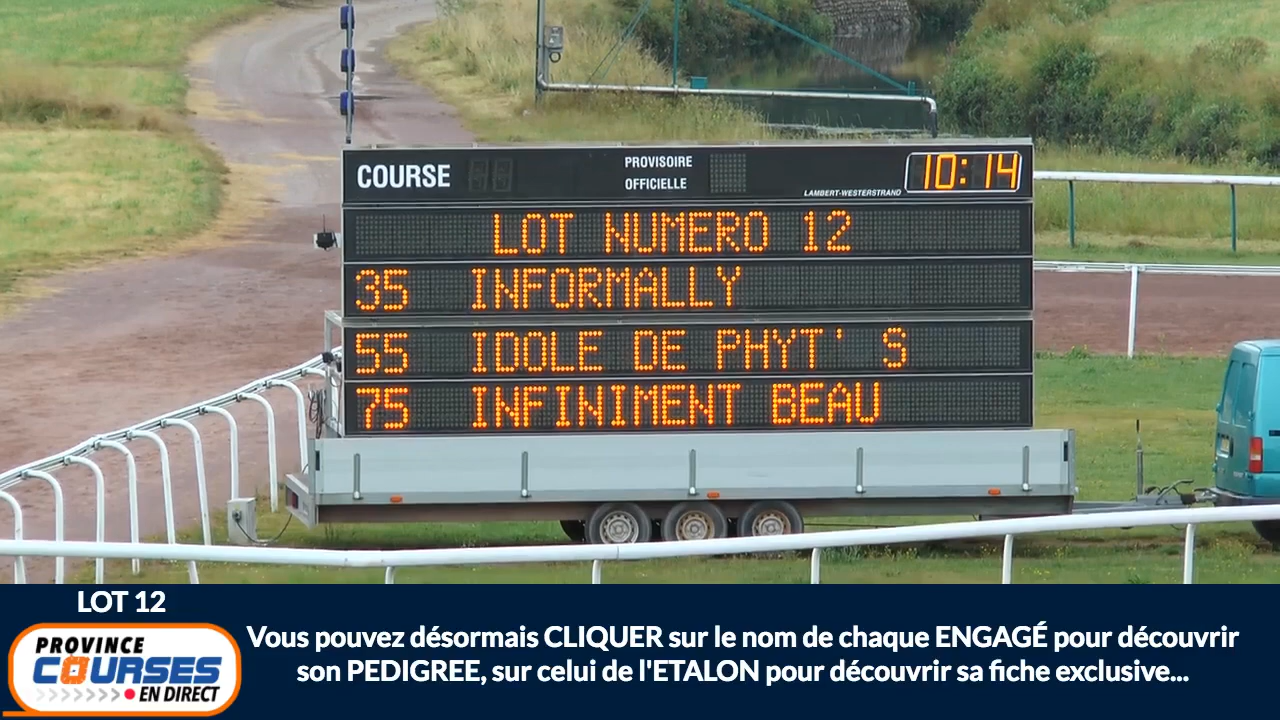 COURSE
PROVISOIRE
OFFICIELLE
10:14
LAMBERT-WESTERSTRAND
LOT NUMERO 12
35 INFORMALLY
55 IDOLE DE PHYT' S
75 INFINIMENT BEAU
LOT 12
PROVINCE
COURSES
>>>>>>> EN DIRECT
Vous pouvez désormais CLIQUER sur le nom de chaque ENGAGÉ pour découvrir
son PEDIGREE, sur celui de l'ETALON pour découvrir sa fiche exclusive...